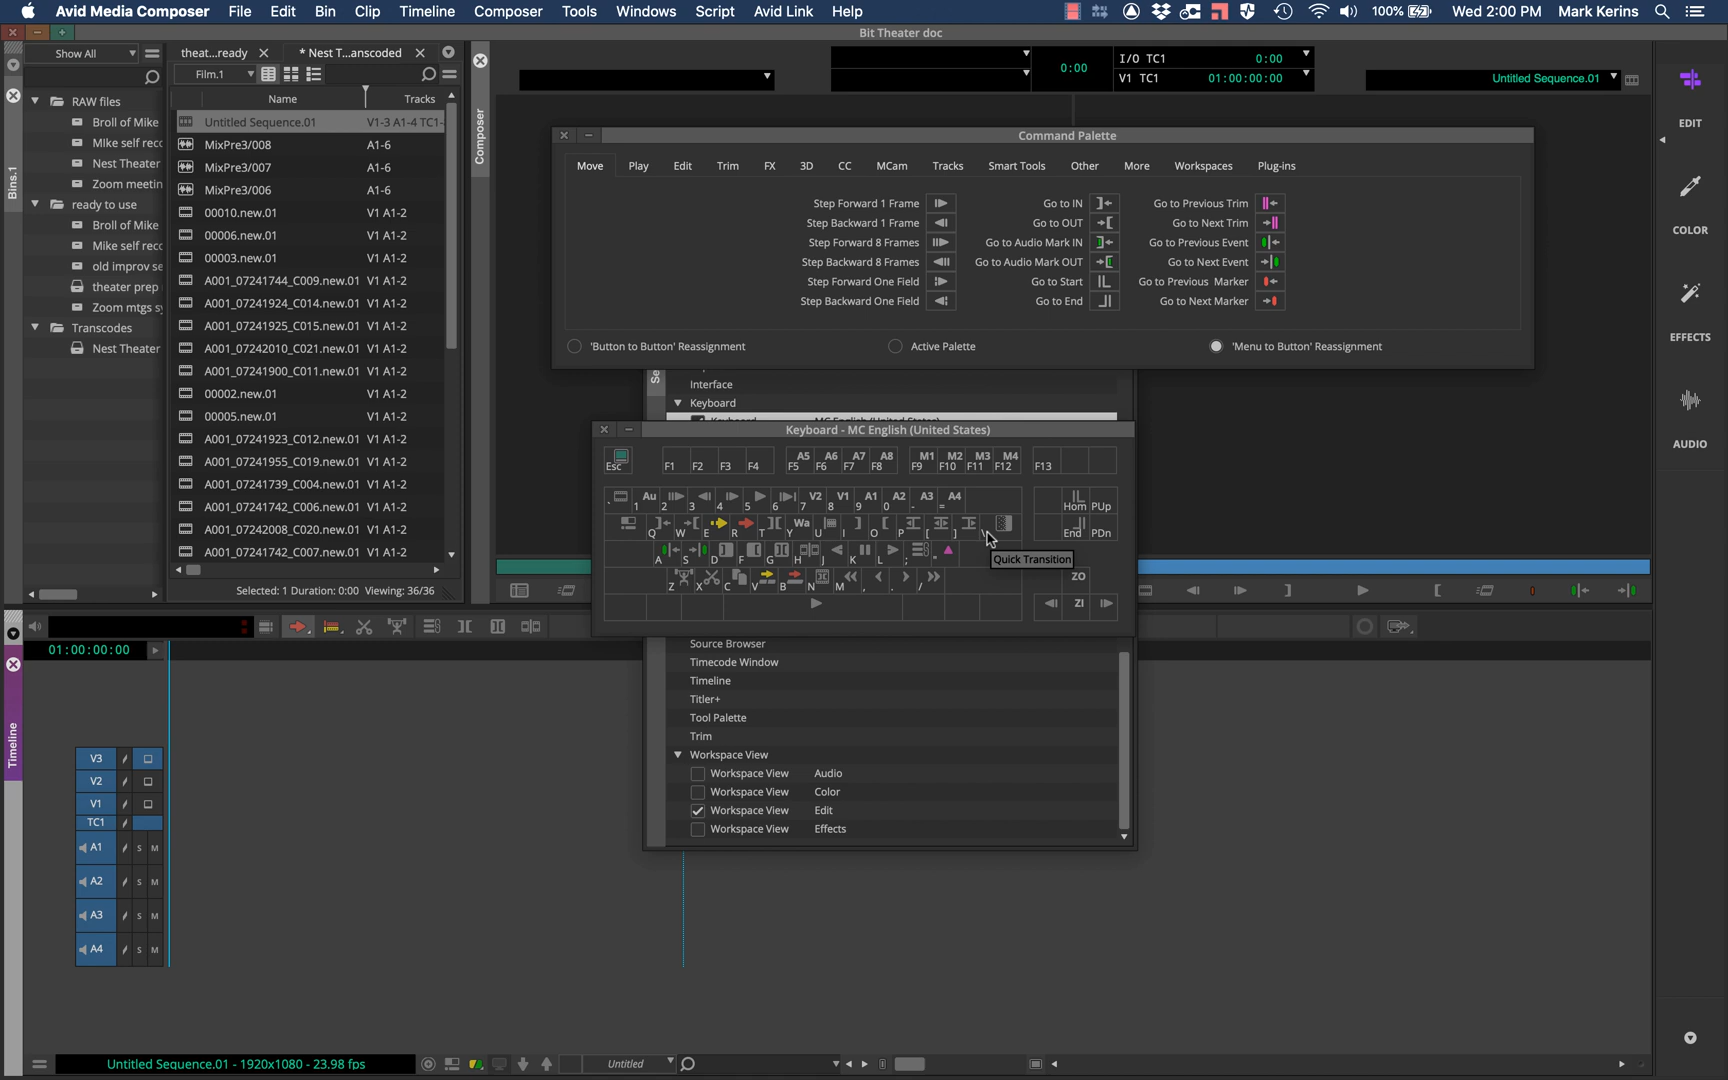 Avid Media Composer File Edit Bin Clip Timeline Composer Tools Windows Script Avid Link Help 100% Wed 2:00 PM Mark Kerins
Bit Theater doc
Show All
theat...ready
* Nest T...anscoded
Film.1
Name Tracks
Bins.1
RAW files
Broll of Mike
Mike self rec
Nest Theater
Zoom meetin
ready to use
Broll of Mike
Mike self reco
old improv se
theater prep
Zoom mtgs sy
Transcodes
Nest Theater
Untitled Sequence.01 V1-3 A1-4 TC1-
MixPre3/008 A1-6
MixPre3/007 A1-6
MixPre3/006 A1-6
00010.new.01 V1 A1-2
00006.new.01 V1 A1-2
00003.new.01 V1 A1-2
A001_07241744_C009.new.01 V1 A1-2
A001_07241924_C014.new.01 V1 A1-2
A001_07241925_C015.new.01 V1 A1-2
A001_07242010_C021.new.01 V1 A1-2
A001_07241900_C011.new.01 V1 A1-2
00002.new.01 V1 A1-2
00005.new.01 V1 A1-2
A001_07241923_C012.new.01 V1 A1-2
A001_07241955_C019.new.01 V1 A1-2
A001_07241739_C004.new.01 V1 A1-2
A001_07241742_C006.new.01 V1 A1-2
A001_07242008_C020.new.01 V1 A1-2
A001_07241742_C007.new.01 V1 A1-2
Selected: 1 Duration: 0:00 Viewing: 36/36
Composer
0:00
I/O TC1 0:00
V1 TC1 01:00:00:00
Untitled Sequence.01
Command Palette
Move Play Edit Trim FX 3D CC MCam Tracks Smart Tools Other More Workspaces Plug-ins
Step Forward 1 Frame Go to IN Go to Previous Trim
Step Backward 1 Frame Go to OUT Go to Next Trim
Step Forward 8 Frames Go to Audio Mark IN Go to Previous Event
Step Backward 8 Frames Go to Audio Mark OUT Go to Next Event
Step Forward One Field Go to Start Go to Previous Marker
Step Backward One Field Go to End Go to Next Marker
'Button to Button' Reassignment Active Palette 'Menu to Button' Reassignment
Interface
Keyboard
Keyboard - MC English (United States)
A5 A6 A7 A8 M1 M2 M3 M4
Esc F1 F2 F3 F4 F5 F6 F7 F8 F9 F10 F11 F12 F13
Au V2 V1 A1 A2 A3 A4
` 1 2 3 4 5 6 7 8 9 0 - = Hom PUp
Wa
Q W E R T Y U I O P [ ] \ End PDn
A S D F G H J K L ; "
Quick Transition
Z X C V B N M , . / ZO
ZI
Source Browser
Timecode Window
Timeline
Titler+
Tool Palette
Trim
Workspace View
Workspace View Audio
Workspace View Color
Workspace View Edit
Workspace View Effects
EDIT
COLOR
EFFECTS
AUDIO
01:00:00:00
Timeline
V3
V2
V1
TC1
A1 S M
A2 S M
A3 S M
A4 S M
Untitled Sequence.01 - 1920x1080 - 23.98 fps
Untitled